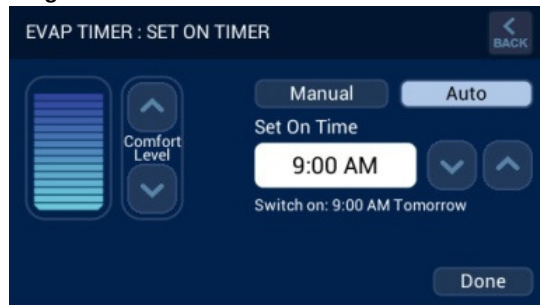 EVAP TIMER : SET ON TIMER
BACK
Manual
Auto
Comfort
Level
Set On Time
9:00 AM
Switch on: 9:00 AM Tomorrow
Done